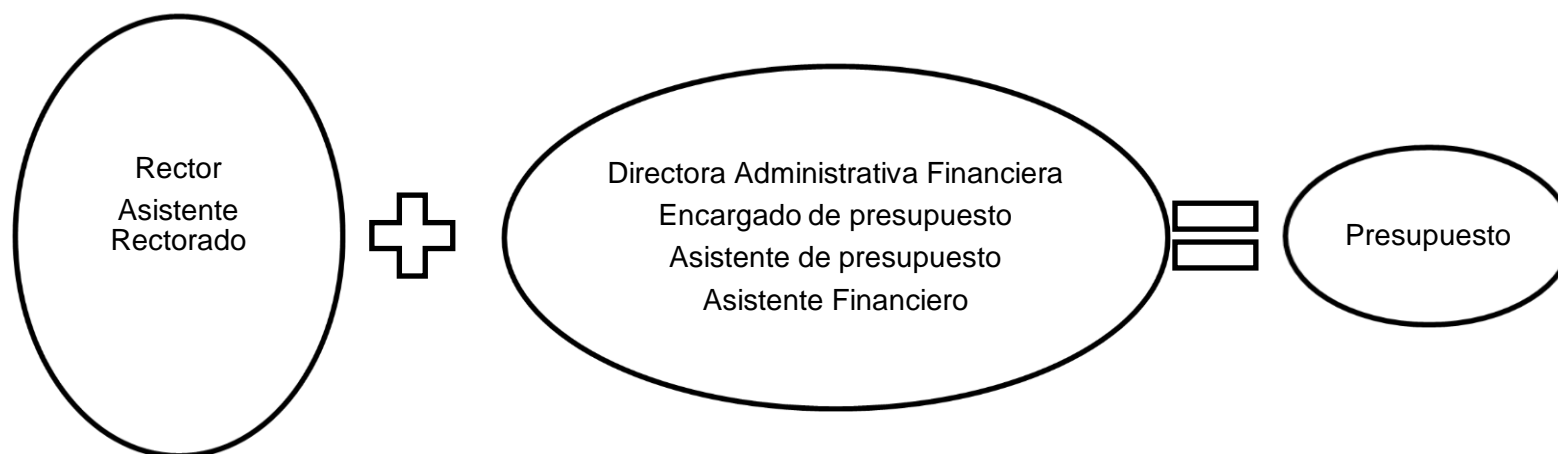 Rector
Asistente
Rectorado
Directora Administrativa Financiera
Encargado de presupuesto
Asistente de presupuesto
Asistente Financiero
Presupuesto